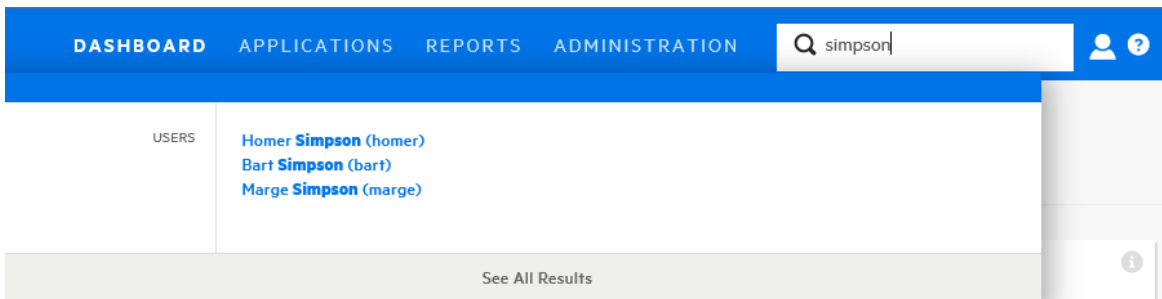 DASHBOARD APPLICATIONS REPORTS ADMINISTRATION simpson ?
USERS Homer Simpson (homer)
Bart Simpson (bart)
Marge Simpson (marge)
See All Results